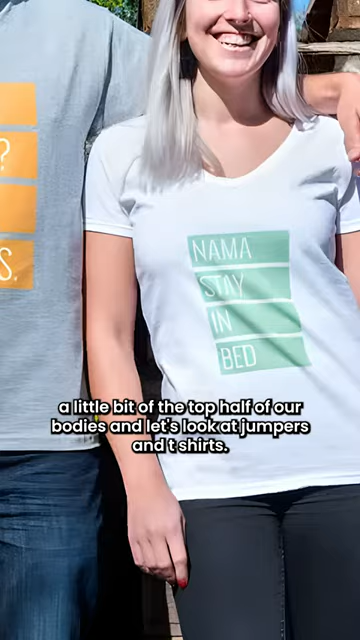 ?
S.
NAMA
STAY
IN
BED
a little bit of the top half of our
bodies and let's look at jumpers
and t shirts.